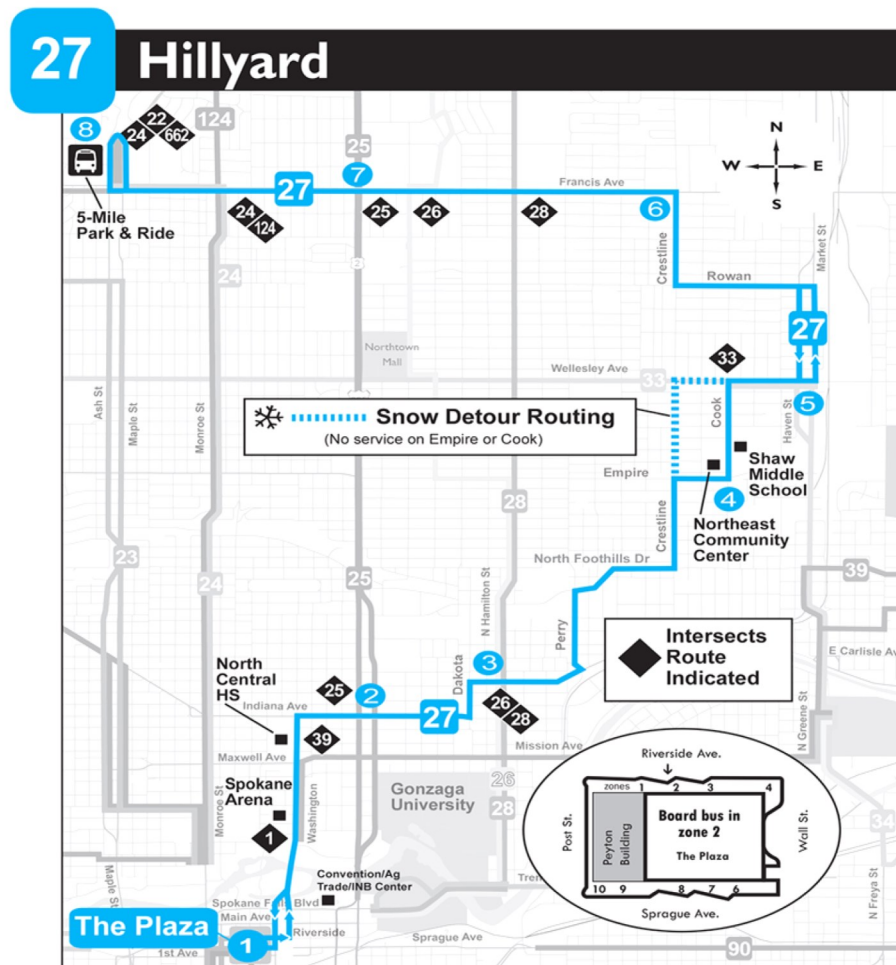 27 Hillyard
8
22
24
662
124
25
7
N
W E
S
5-Mile
Park & Ride
27
Francis Ave
6
24
124
25
26
28
Crestline
Market St
24
2
Rowan
27
Northtown
Mall
33
Wellesley Ave
33
Ash St
Maple St
Monroe St
Snow Detour Routing
(No service on Empire or Cook)
Cook
Haven St
5
Shaw
Middle
School
Empire
4
28
Crestline
Northeast
Community
Center
23
24
25
North Foothills Dr
39
N Hamilton St
Perry
Intersects
Route
Indicated
E Carlisle Av
North
Central
HS
25
2
Dakota
3
Indiana Ave
27
26
28
39
Mission Ave
N Greene St
Maxwell Ave
Spokane
Arena
1
Monroe St
Washington
Gonzaga
University
26
28
34
Riverside Ave.
zones 1 2 3 4
Post St.
Peyton
Building
Board bus in
zone 2
The Plaza
Wall St.
10 9 8 7 6
Sprague Ave.
Convention/Ag
Trade/INB Center
Tren
Maple St
Spokane Falls Blvd
Main Ave
The Plaza
1
Riverside
Sprague Ave
1st Ave
90
N Freya St